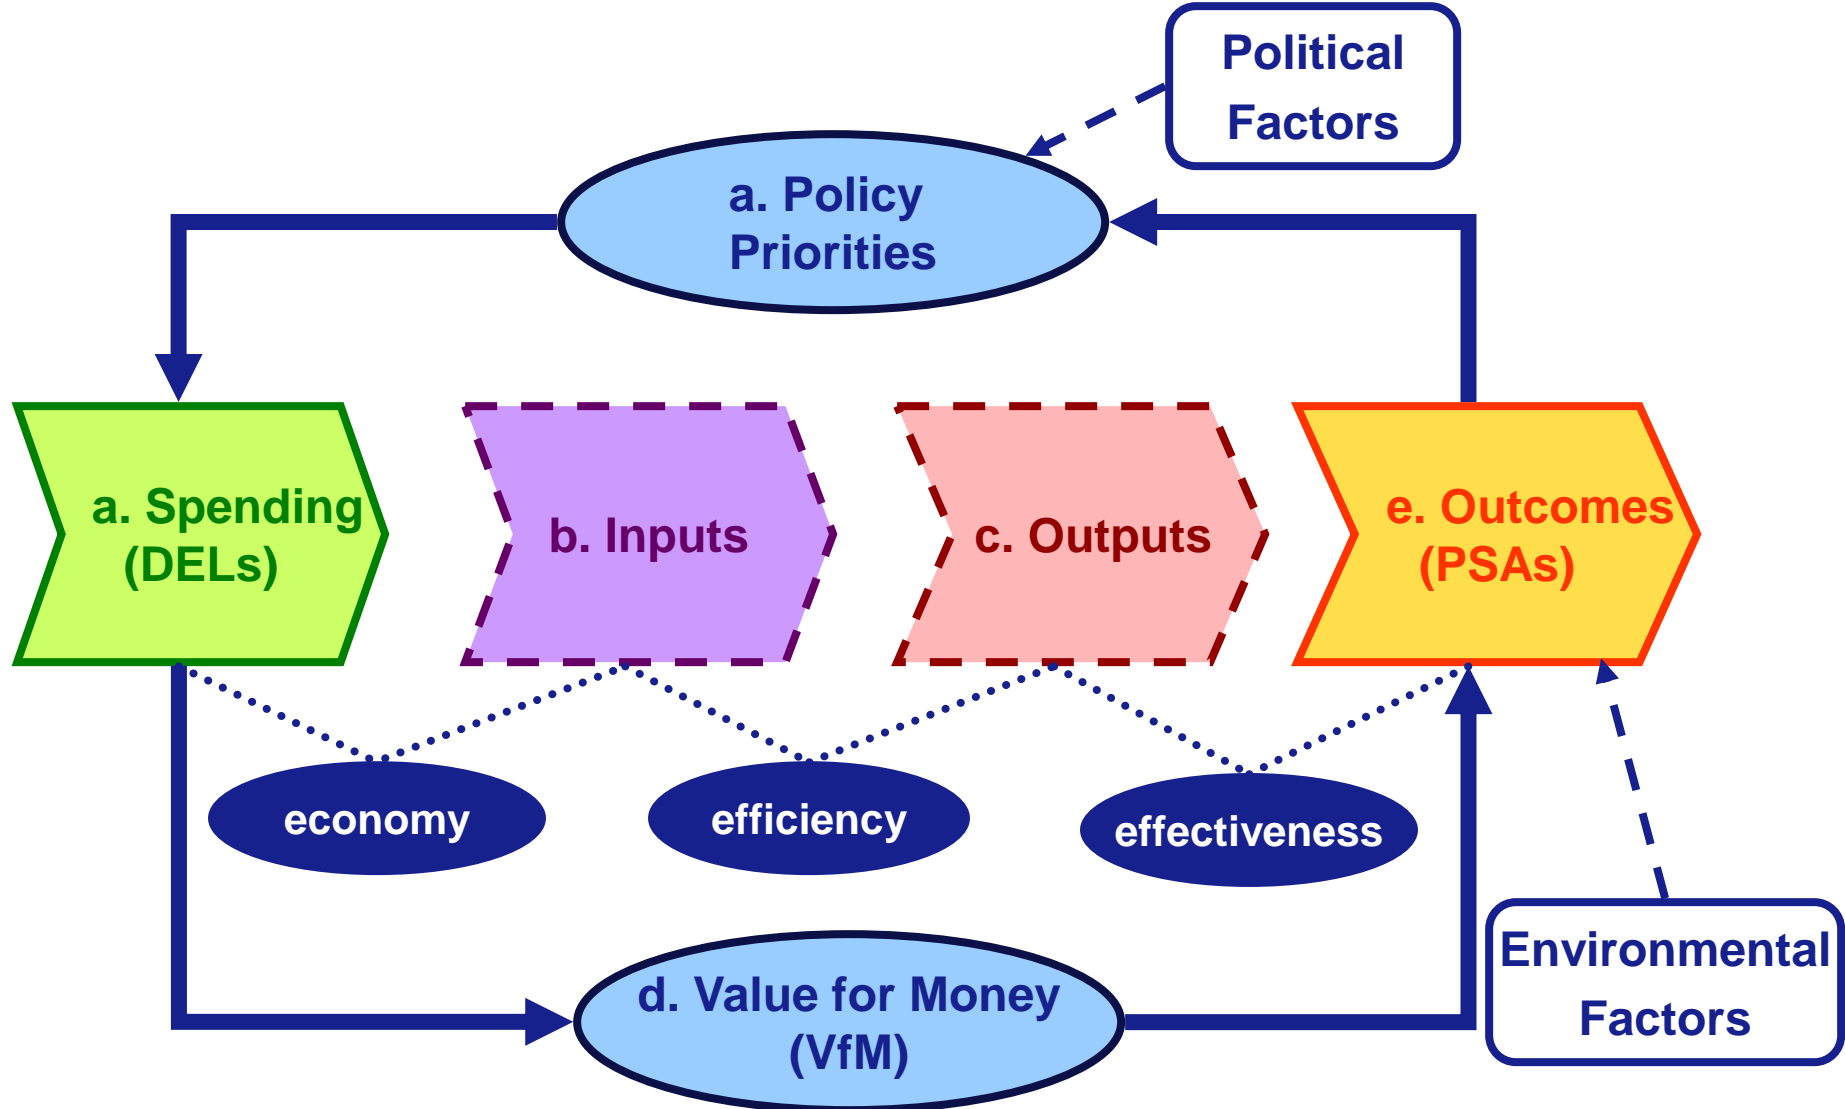 Political
Factors
a. Policy
Priorities
a. Spending
(DELs)
b. Inputs
c. Outputs
e. Outcomes
(PSAs)
economy
efficiency
effectiveness
d. Value for Money
(VfM)
Environmental
Factors